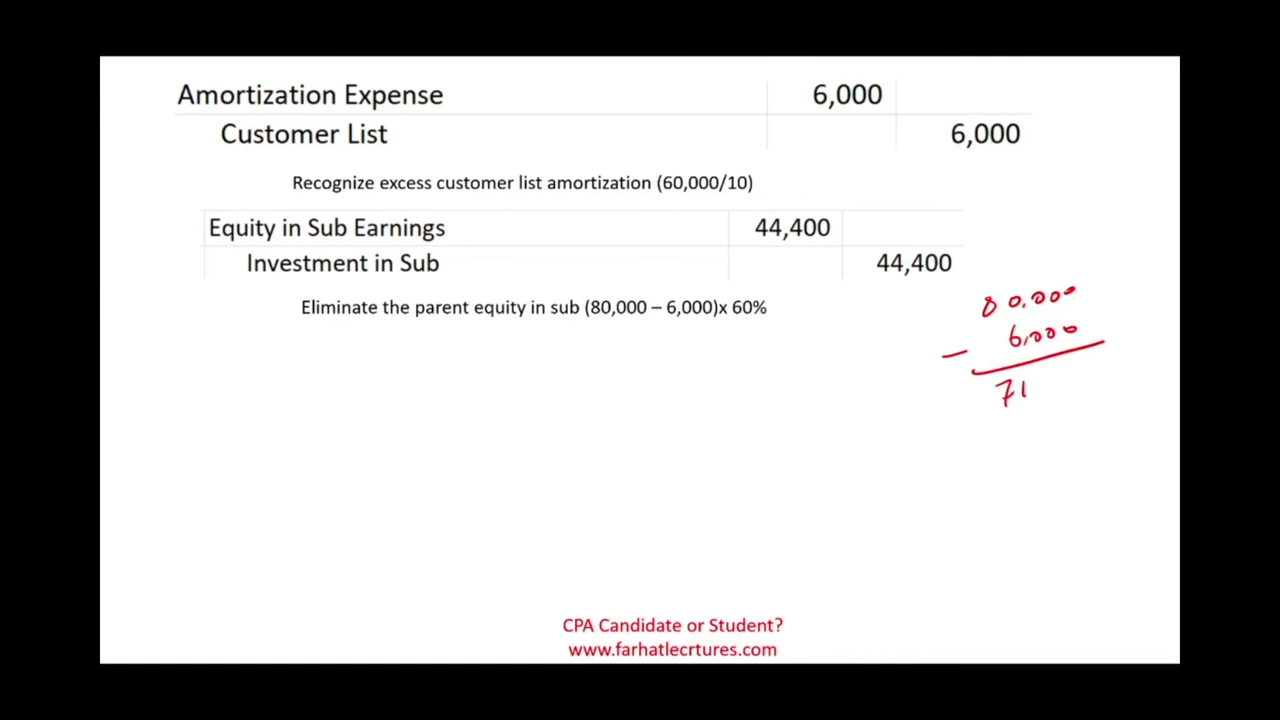 Amortization Expense 6,000
Customer List 6,000
Recognize excess customer list amortization (60,000/10)
Equity in Sub Earnings 44,400
Investment in Sub 44,400
Eliminate the parent equity in sub (80,000 – 6,000)x 60%
80.000
– 6,000
71
CPA Candidate or Student?
www.farhatlecrtures.com